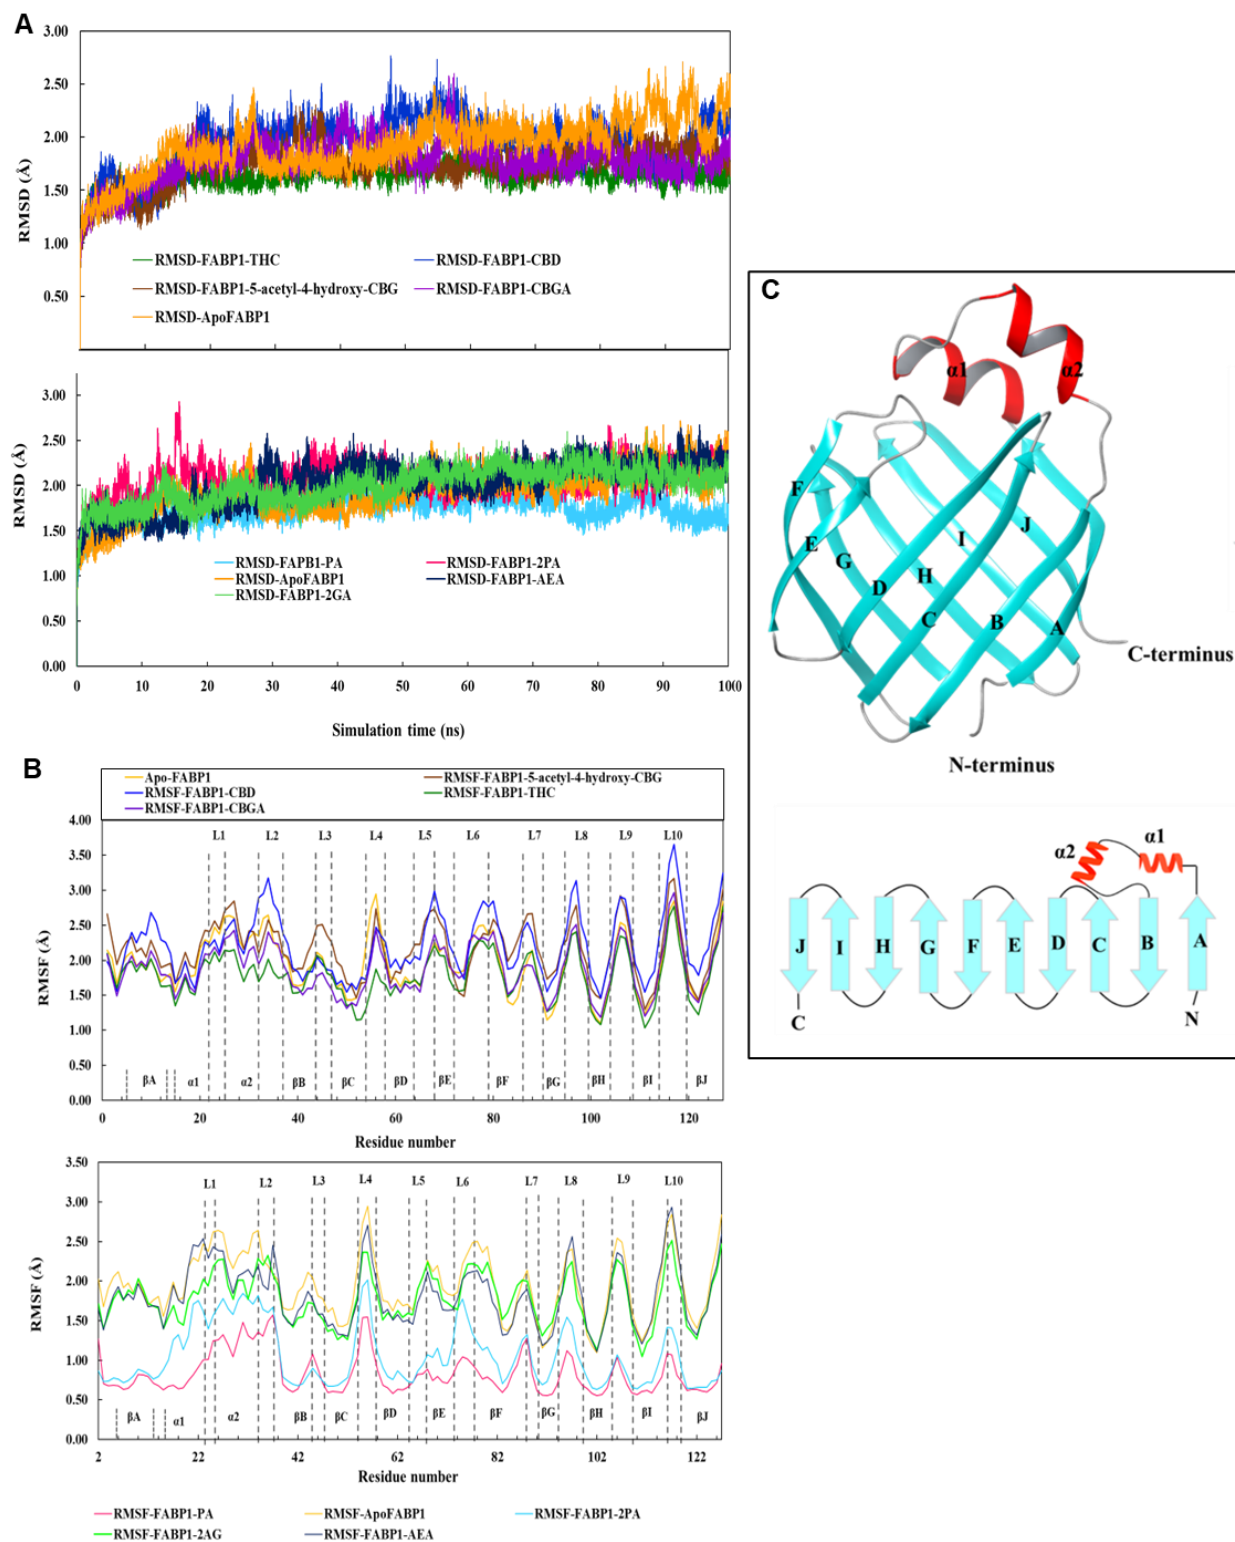 A
3.00
2.50
2.00
1.50
1.00
0.50
RMSD (Å)
RMSD-FABP1-THC
RMSD-FABP1-CBD
RMSD-FABP1-5-acetyl-4-hydroxy-CBG
RMSD-FABP1-CBGA
RMSD-ApoFABP1
3.00
2.50
2.00
1.50
1.00
0.50
0.00
RMSD (Å)
RMSD-FAPB1-PA
RMSD-FABP1-2PA
RMSD-ApoFABP1
RMSD-FABP1-AEA
RMSD-FABP1-2GA
0 10 20 30 40 50 60 70 80 90 100
Simulation time (ns)
B
Apo-FABP1
RMSF-FABP1-5-acetyl-4-hydroxy-CBG
RMSF-FABP1-CBD
RMSF-FABP1-THC
RMSF-FABP1-CBGA
4.00
3.50
3.00
2.50
2.00
1.50
1.00
0.50
0.00
RMSF (Å)
L1 L2 L3 L4 L5 L6 L7 L8 L9 L10
βA α1 α2 βB βC βD βE βF βG βH βI βJ
0 20 40 60 80 100 120
Residue number
3.50
3.00
2.50
2.00
1.50
1.00
0.50
0.00
RMSF (Å)
L1 L2 L3 L4 L5 L6 L7 L8 L9 L10
βA α1 α2 βB βC βD βE βF βG βH βI βJ
2 22 42 62 82 102 122
Residue number
RMSF-FABP1-PA
RMSF-ApoFABP1
RMSF-FABP1-2PA
RMSF-FABP1-2AG
RMSF-FABP1-AEA
C
α1
α2
F
E
G
D
H
I
J
C
B
A
C-terminus
N-terminus
α2
α1
J I H G F E D C B A
C
N